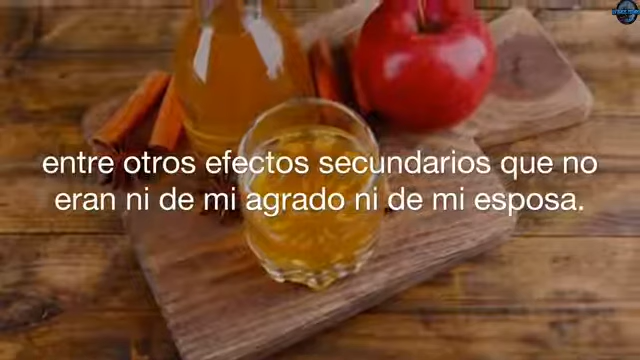 entre otros efectos secundarios que no
eran ni de mi agrado ni de mi esposa.